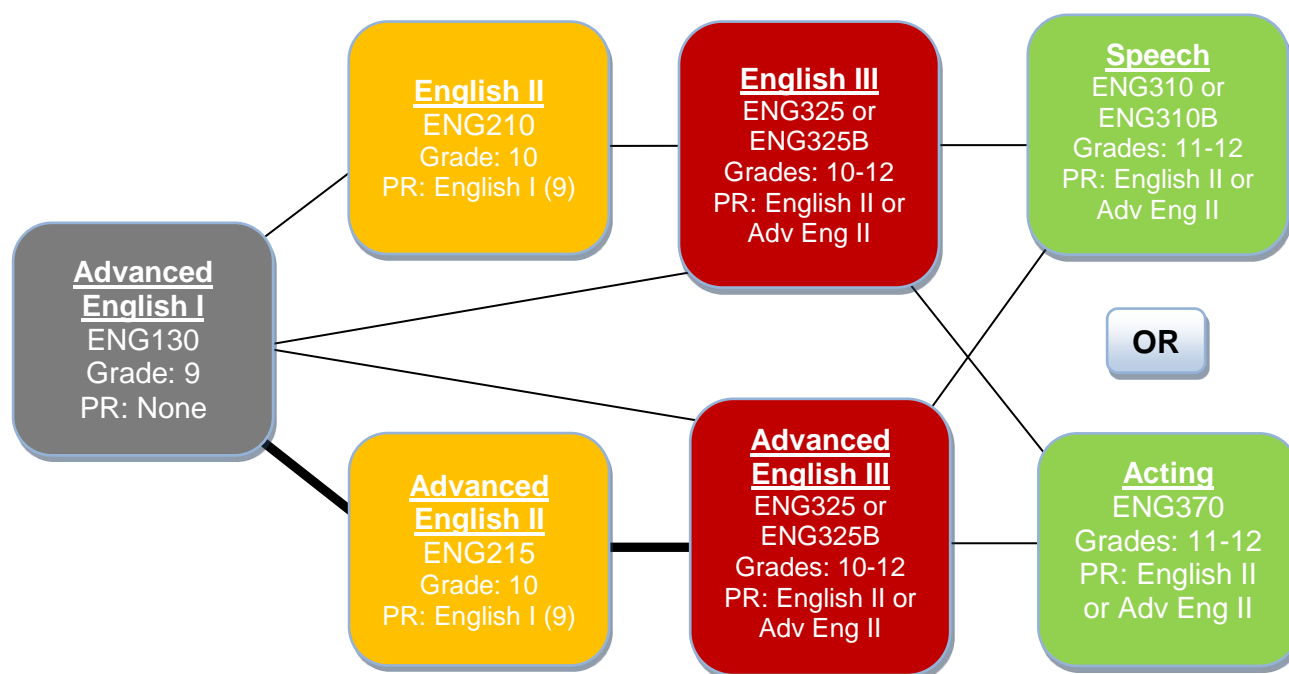 Advanced
English I
ENG130
Grade: 9
PR: None
English II
ENG210
Grade: 10
PR: English I (9)
Advanced
English II
ENG215
Grade: 10
PR: English I (9)
English III
ENG325 or
ENG325B
Grades: 10-12
PR: English II or
Adv Eng II
Advanced
English III
ENG325 or
ENG325B
Grades: 10-12
PR: English II or
Adv Eng II
Speech
ENG310 or
ENG310B
Grades: 11-12
PR: English II or
Adv Eng II
OR
Acting
ENG370
Grades: 11-12
PR: English II
or Adv Eng II